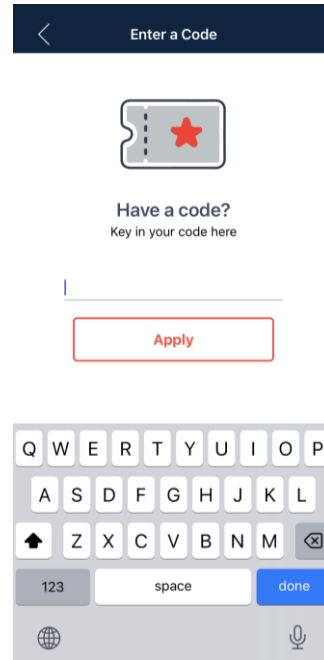 Enter a Code
Have a code?
Key in your code here
Apply
Q W E R T Y U I O P
A S D F G H J K L
Z X C V B N M
123 space done